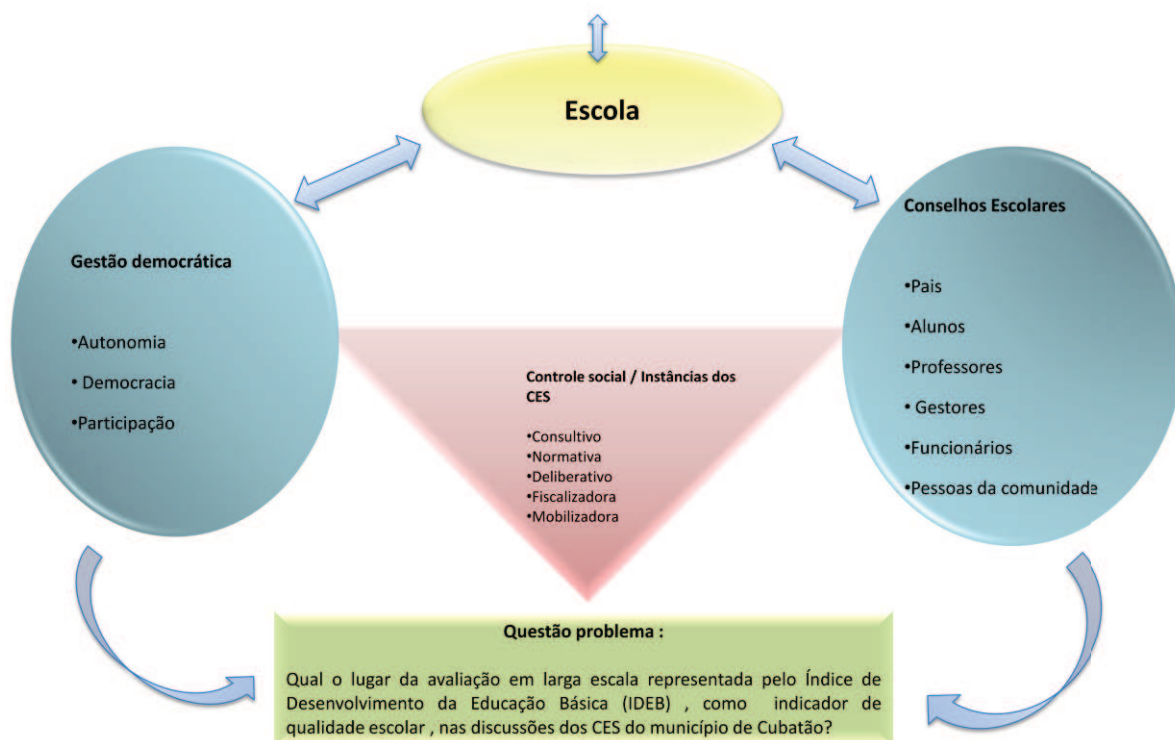 Escola
Gestão democrática
•Autonomia
• Democracia
•Participação
Controle social / Instâncias dos
CES
•Consultivo
•Normativa
•Deliberativo
•Fiscalizadora
•Mobilizadora
Conselhos Escolares
•Pais
•Alunos
•Professores
• Gestores
•Funcionários
•Pessoas da comunidade
Questão problema :
Qual o lugar da avaliação em larga escala representada pelo Índice de
Desenvolvimento da Educação Básica (IDEB) , como indicador de
qualidade escolar , nas discussões dos CES do município de Cubatão?